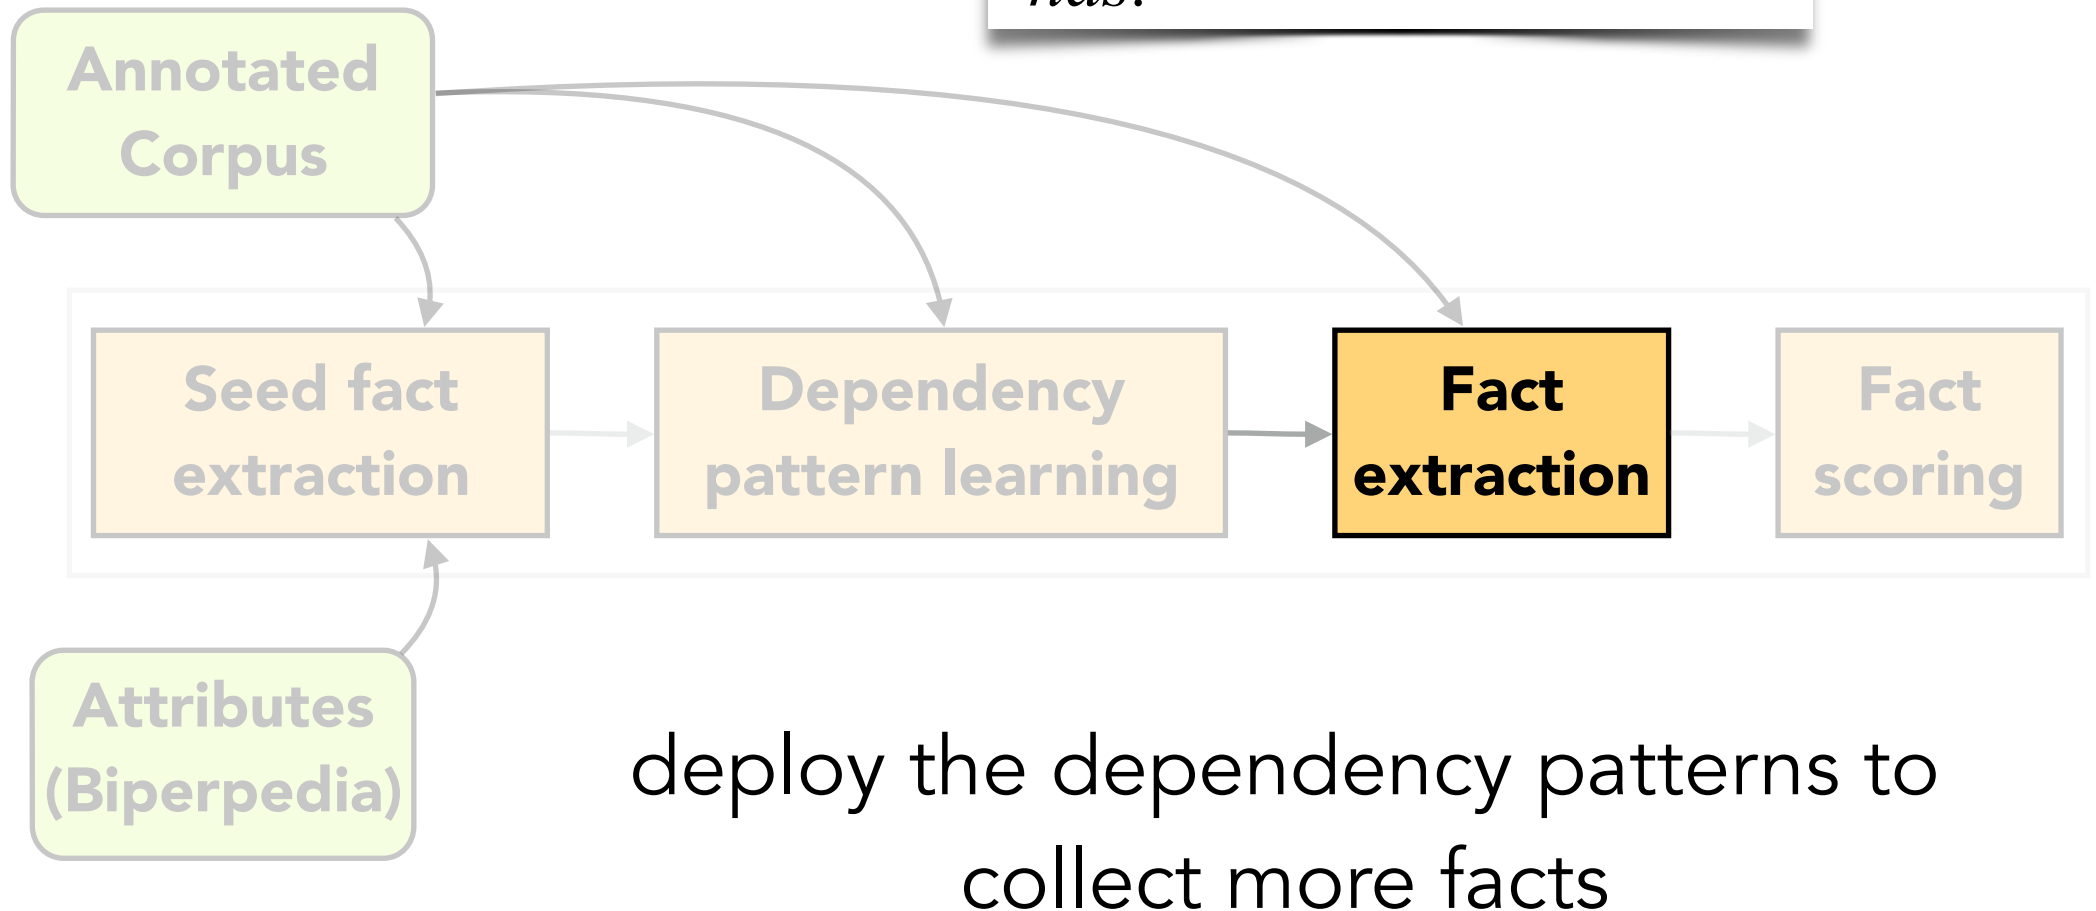 Annotated
Corpus
Seed fact
extraction
Dependency
pattern learning
Fact
extraction
Fact
scoring
Attributes
(Biperpedia)
deploy the dependency patterns to
collect more facts